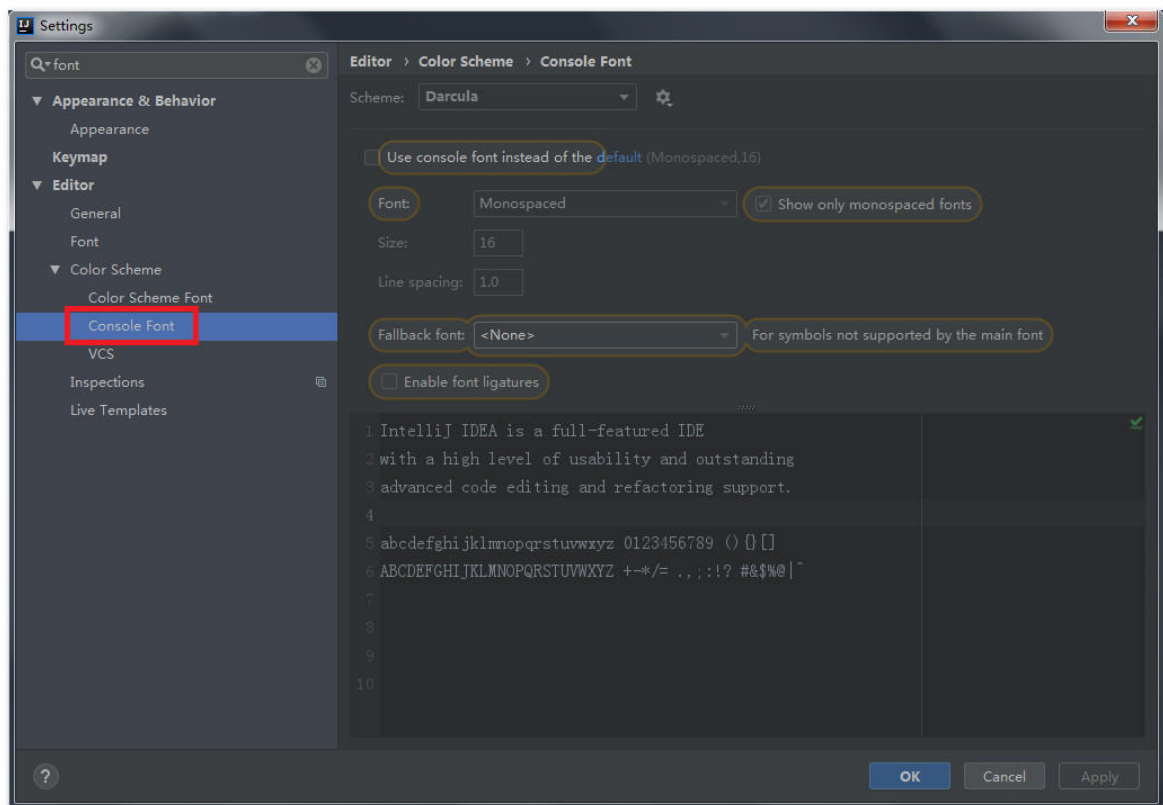 Settings
font
Editor › Color Scheme › Console Font
Appearance & Behavior
Scheme: Darcula
Appearance
Keymap
Use console font instead of the default (Monospaced,16)
Editor
General
Font: Monospaced Show only monospaced fonts
Font
Size: 16
Color Scheme
Line spacing: 1.0
Color Scheme Font
Console Font
Fallback font: <None> For symbols not supported by the main font
VCS
Inspections
Enable font ligatures
Live Templates
1 IntelliJ IDEA is a full-featured IDE
2 with a high level of usability and outstanding
3 advanced code editing and refactoring support.
4
5 abcdefghijklmnopqrstuvwxyz 0123456789 (){}[]
6 ABCDEFGHIJKLMNOPQRSTUVWXYZ +-*/= .,;:!? #&$%@|^
7
8
9
10
? OK Cancel Apply